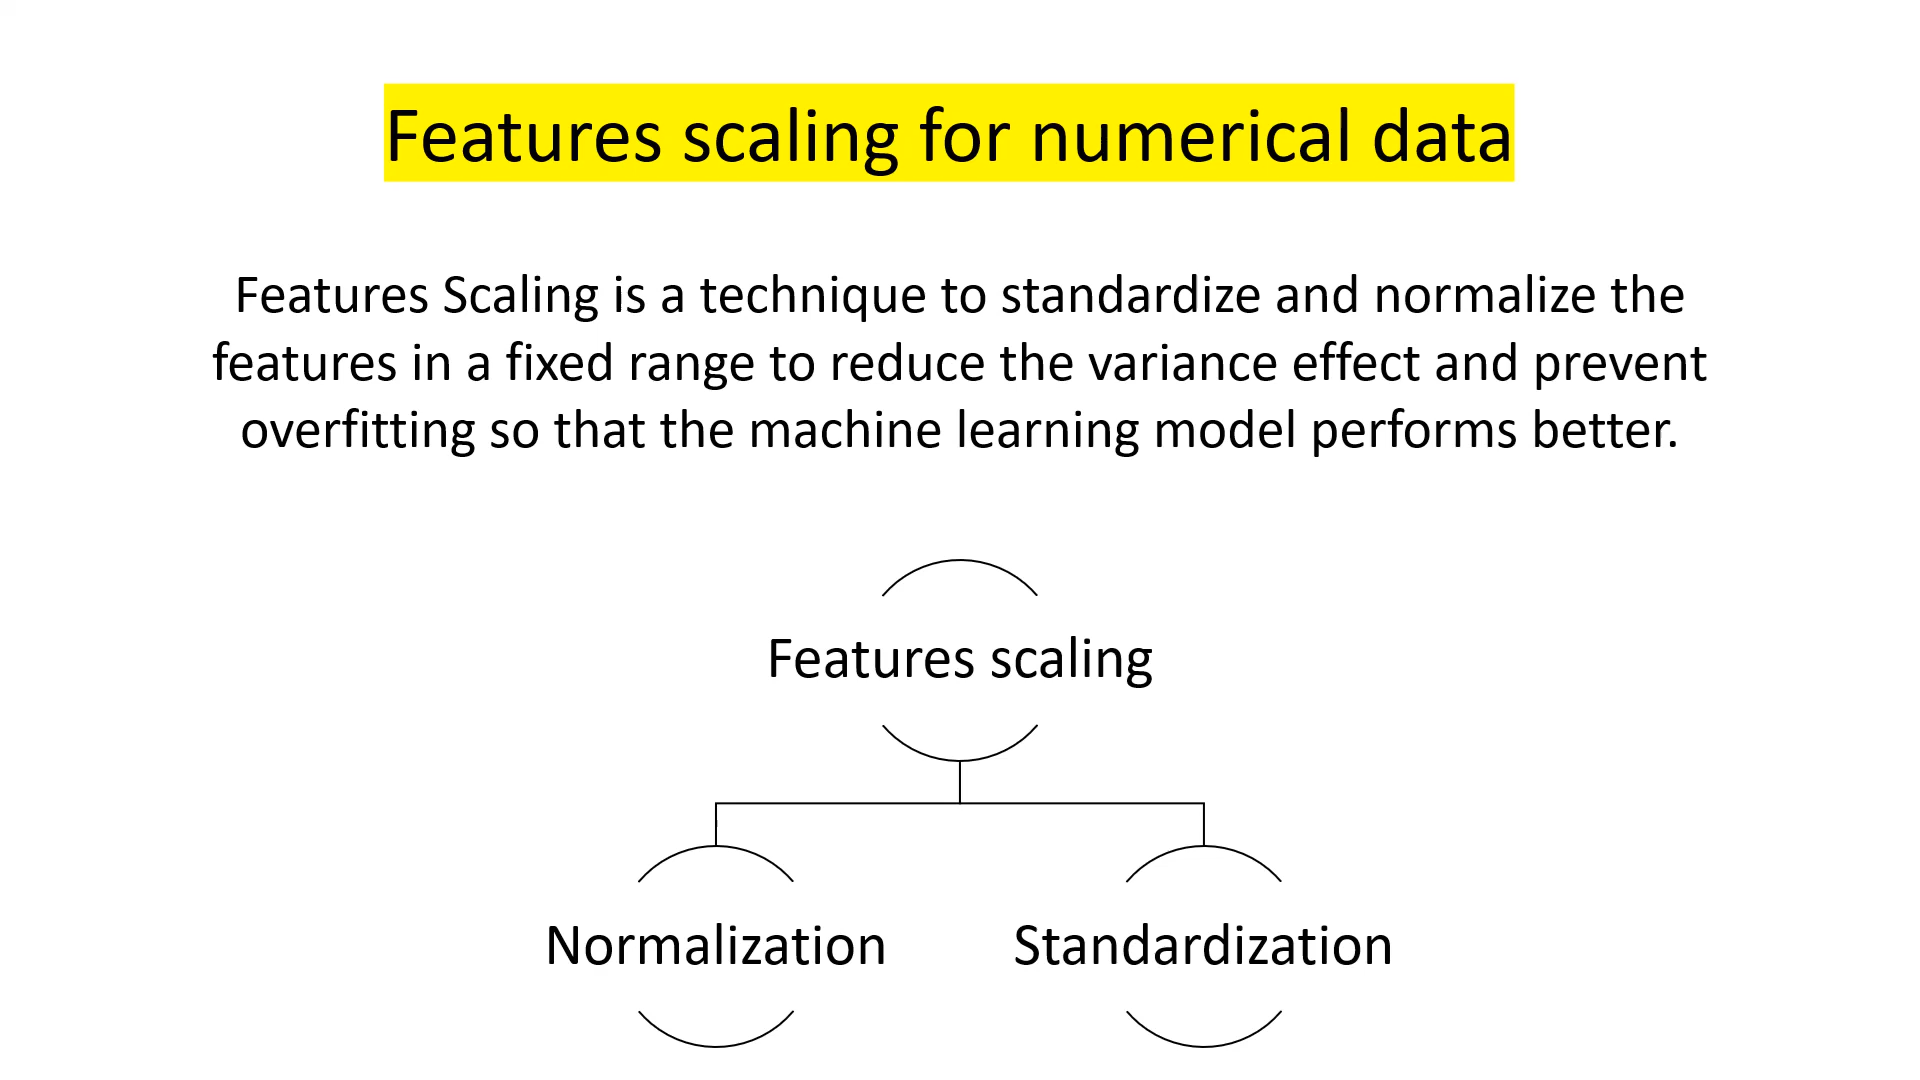 Features scaling for numerical data
Features Scaling is a technique to standardize and normalize the
features in a fixed range to reduce the variance effect and prevent
overfitting so that the machine learning model performs better.
Features scaling
Normalization
Standardization